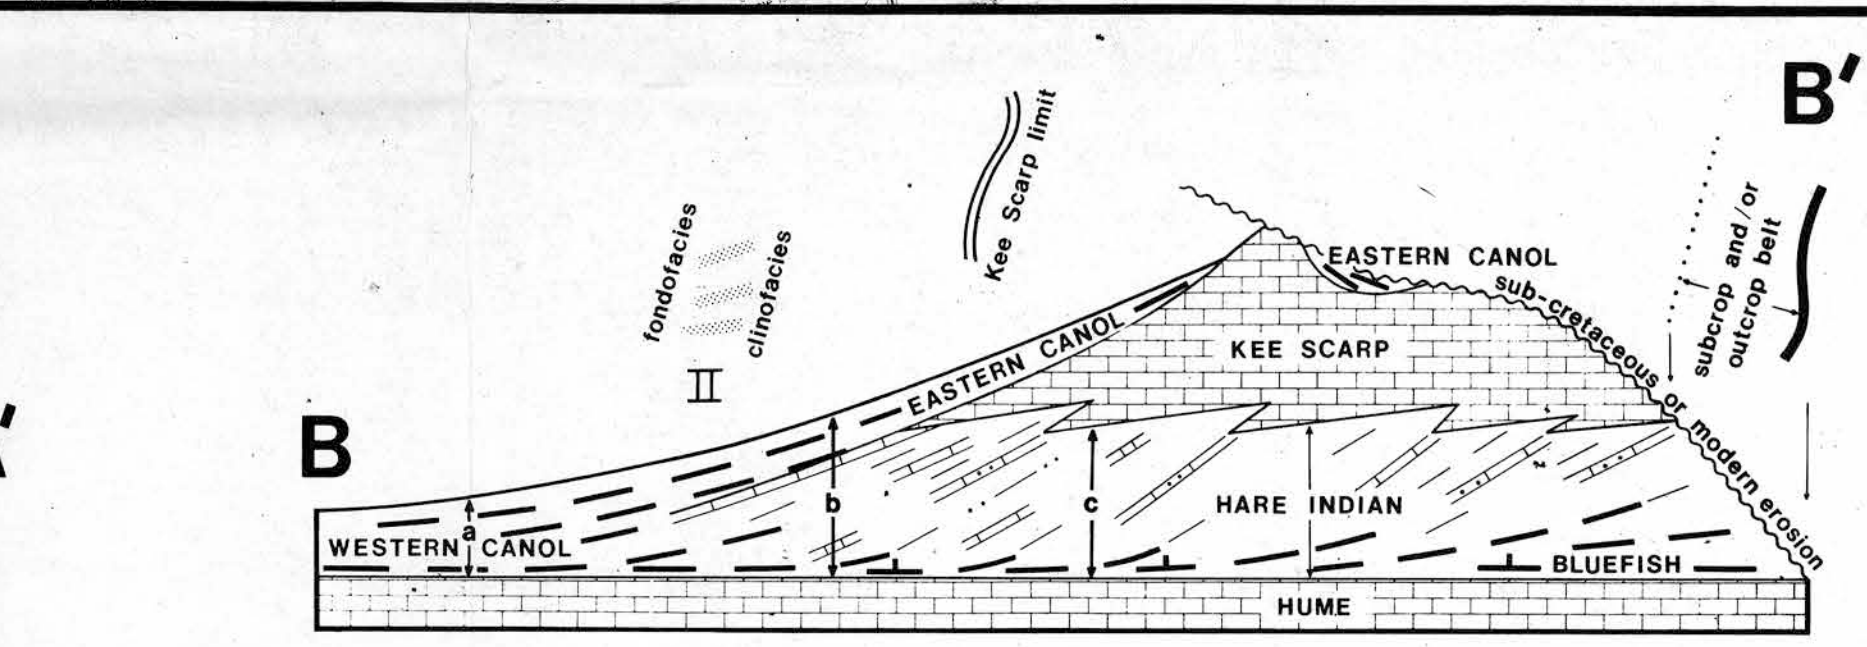 B'
Kee Scarp limit
subcrop and/or
outcrop belt
fondofacies
clinofacies
II
EASTERN CANOL
sub-cretaceous or modern erosion
EASTERN CANOL
KEE SCARP
B
b
c
HARE INDIAN
a
WESTERN CANOL
BLUEFISH
HUME